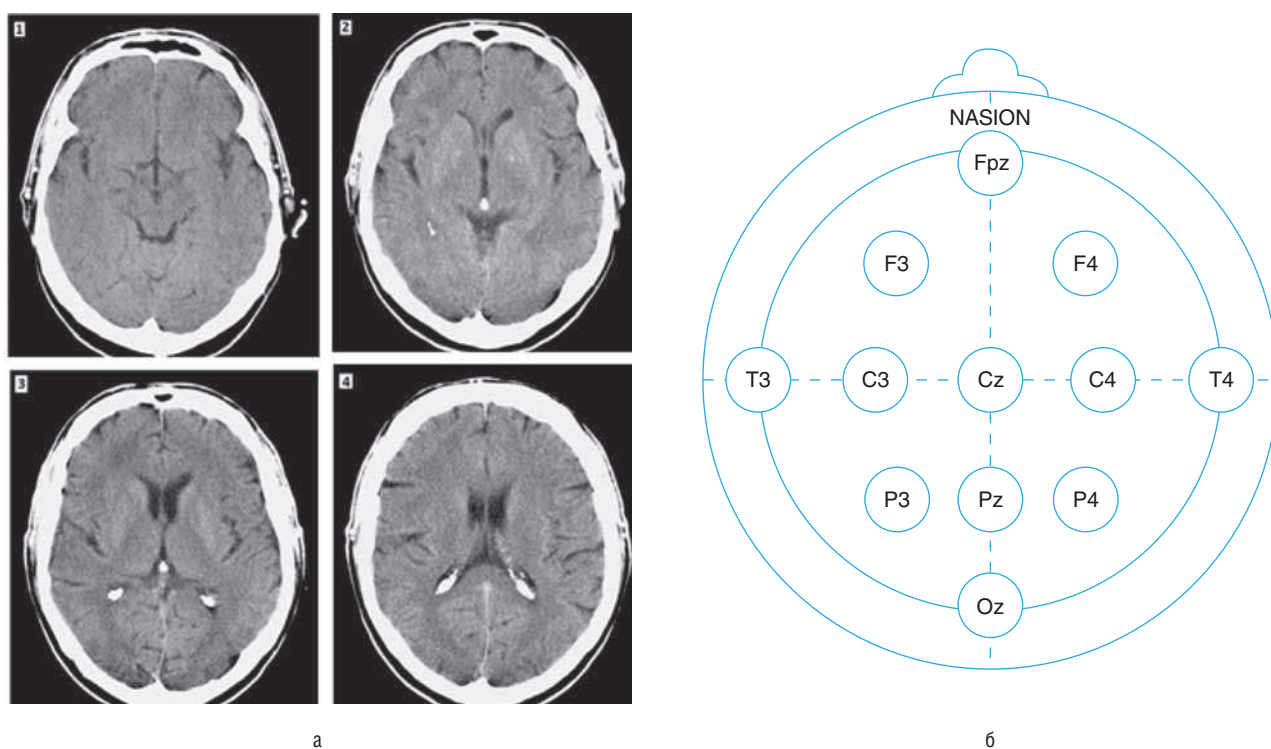 1
2
3
4
NASION
Fpz
F3 F4
T3 C3 Cz C4 T4
P3 Pz P4
Oz
а
б